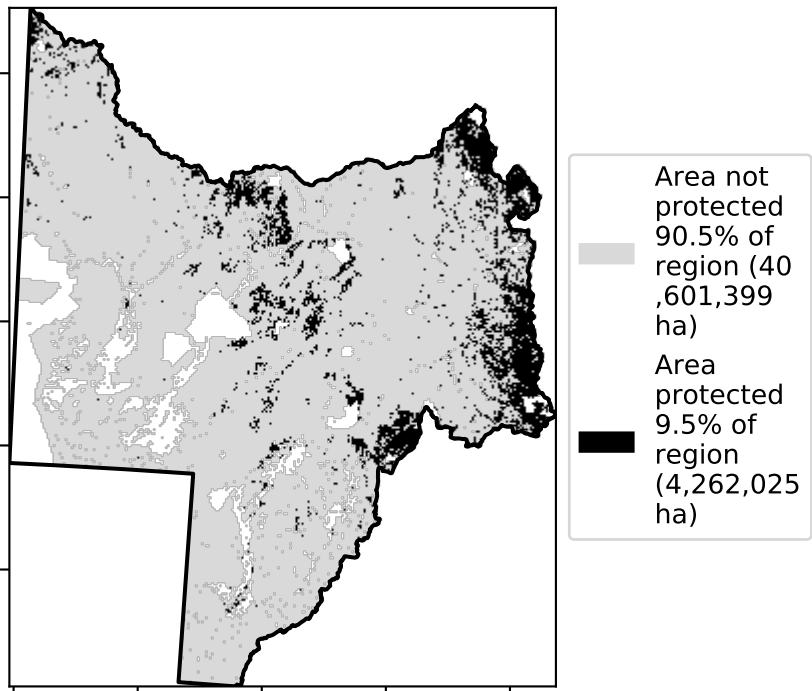 Area not
protected
90.5% of
region (40
,601,399
ha)
Area
protected
9.5% of
region
(4,262,025
ha)